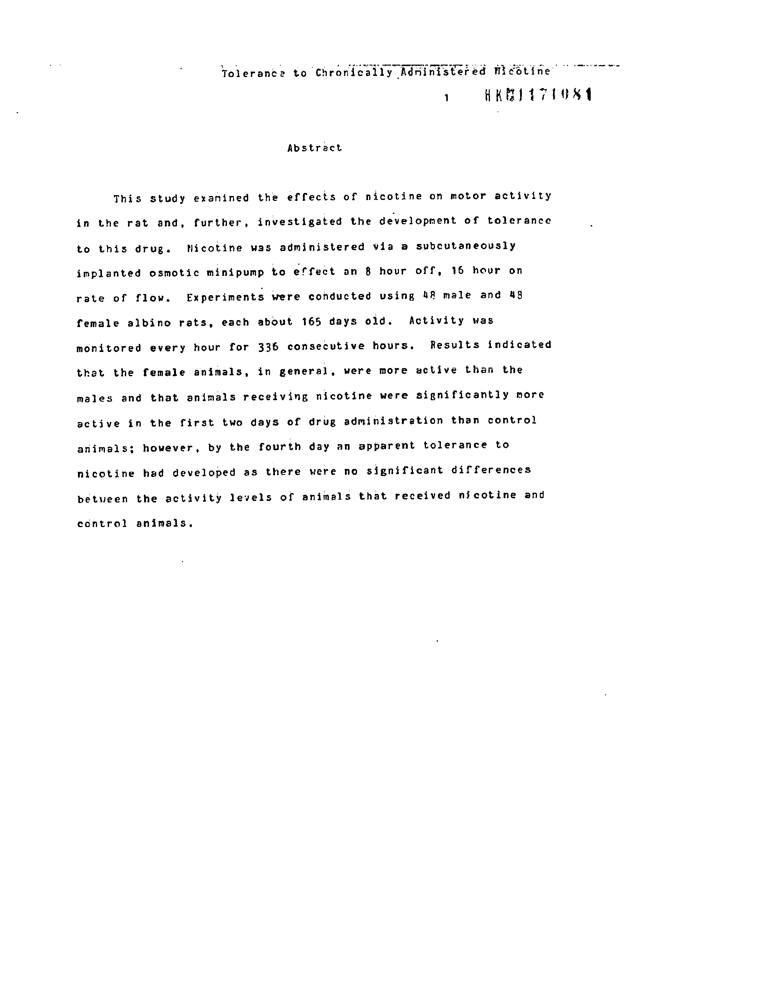 Tolerance to Chronically Administered Nicotine
1
Abstract
This study examined the effects of nicotine on motor activity
in the rat and, further, investigated the development of tolerance
to this drug. Nicotine was administered via a subcutaneously
implanted osmotic minipump to effect an 8 hour off, 16 hour on
rate of flow. Experiments were conducted using 48 male and 48
female albino rats, each about 165 days old. Activity was
monitored every hour for 336 consecutive hours. Results indicated
that the female animals, in general, were more active than the
males and that animals receiving nicotine were significantly more
active in the first two days of drug administration than control
animals; however, by the fourth day an apparent tolerance to
nicotine had developed as there were no significant differences
between the activity levels of animals that received nicotine and
control animals.